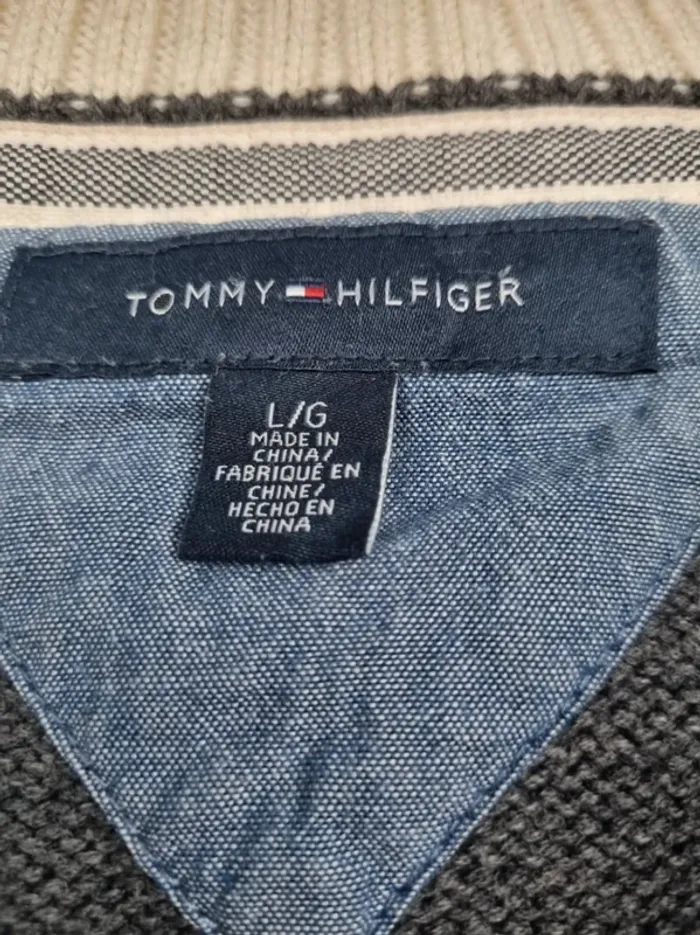 TOMMY HILFIGER
L/G
MADE IN
CHINA/
FABRIQUÉ EN
CHINE/
HECHO EN
CHINA